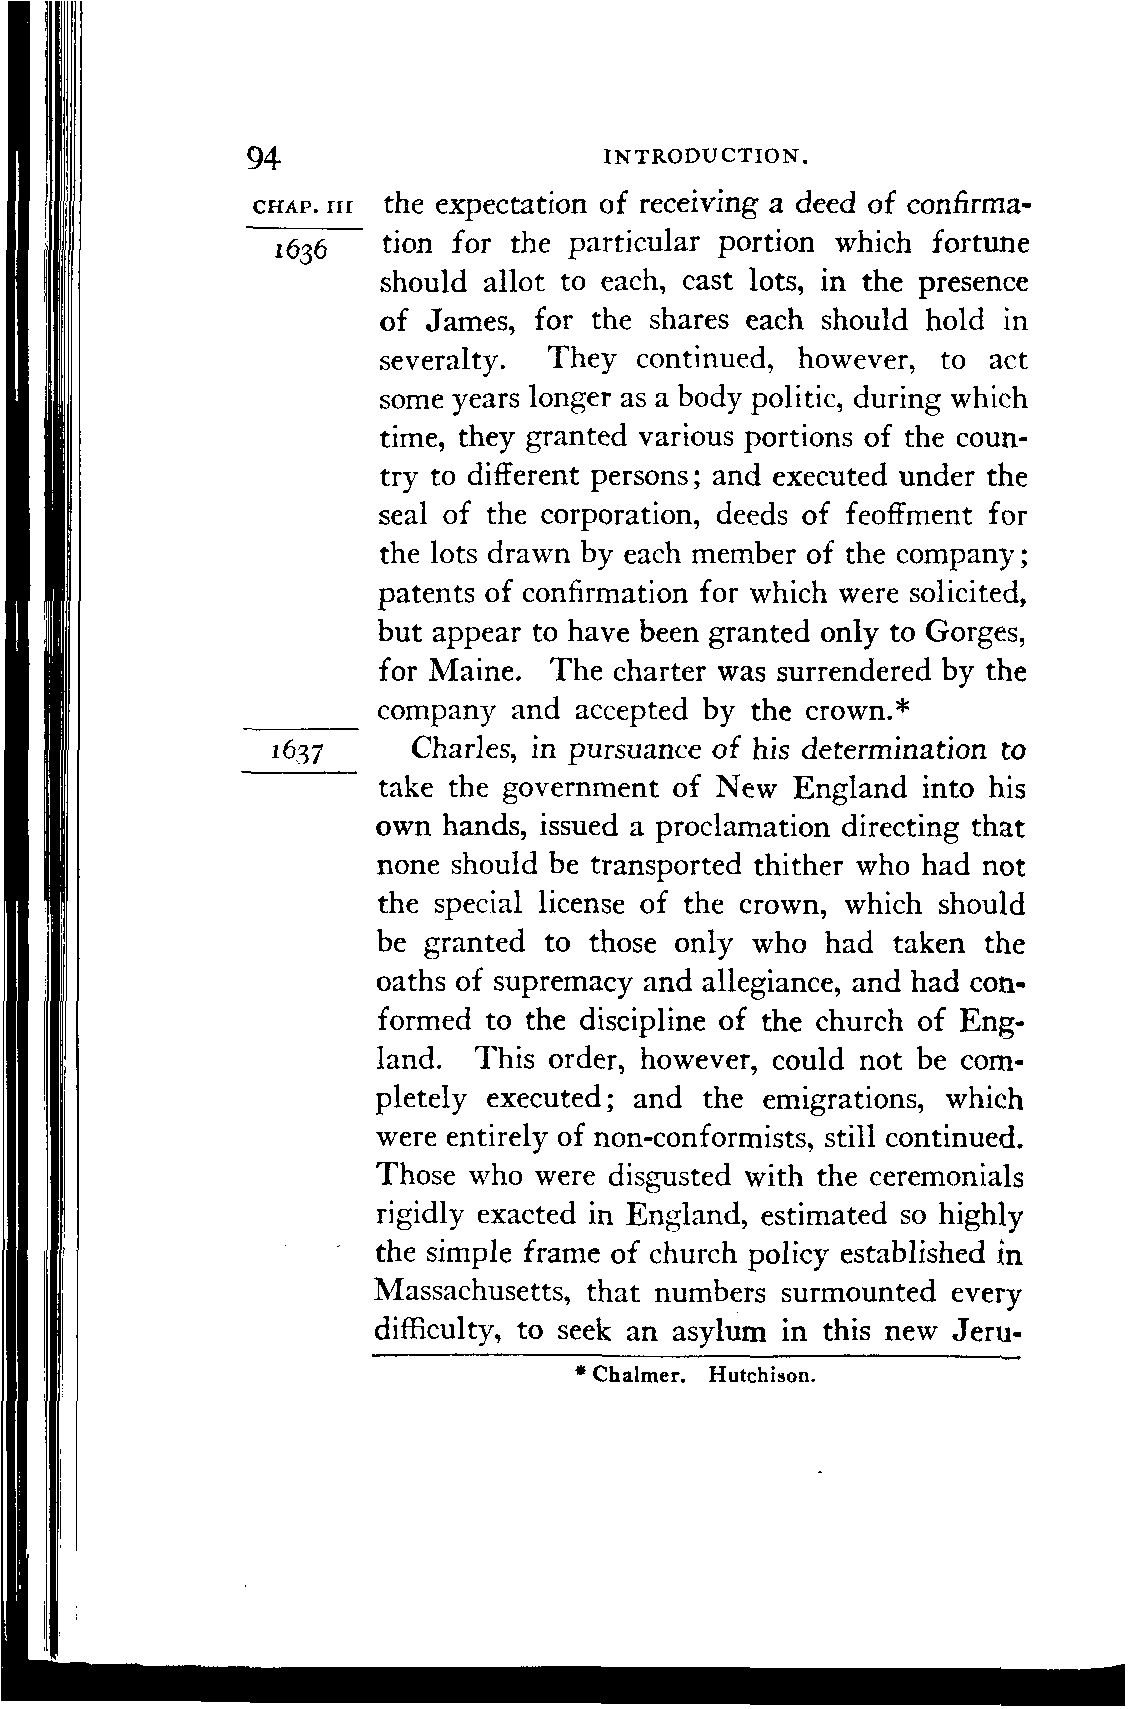 94 INTRODUCTION.
CHAP. III the expectation of receiving a deed of confirma-
1636 tion for the particular portion which fortune
should allot to each, cast lots, in the presence
of James, for the shares each should hold in
severalty. They continued, however, to act
some years longer as a body politic, during which
time, they granted various portions of the coun-
try to different persons; and executed under the
seal of the corporation, deeds of feoffment for
the lots drawn by each member of the company;
patents of confirmation for which were solicited,
but appear to have been granted only to Gorges,
for Maine. The charter was surrendered by the
company and accepted by the crown.*
1637 Charles, in pursuance of his determination to
take the government of New England into his
own hands, issued a proclamation directing that
none should be transported thither who had not
the special license of the crown, which should
be granted to those only who had taken the
oaths of supremacy and allegiance, and had con-
formed to the discipline of the church of Eng-
land. This order, however, could not be com-
pletely executed; and the emigrations, which
were entirely of non-conformists, still continued.
Those who were disgusted with the ceremonials
rigidly exacted in England, estimated so highly
the simple frame of church policy established in
Massachusetts, that numbers surmounted every
difficulty, to seek an asylum in this new Jeru-
* Chalmer. Hutchison.